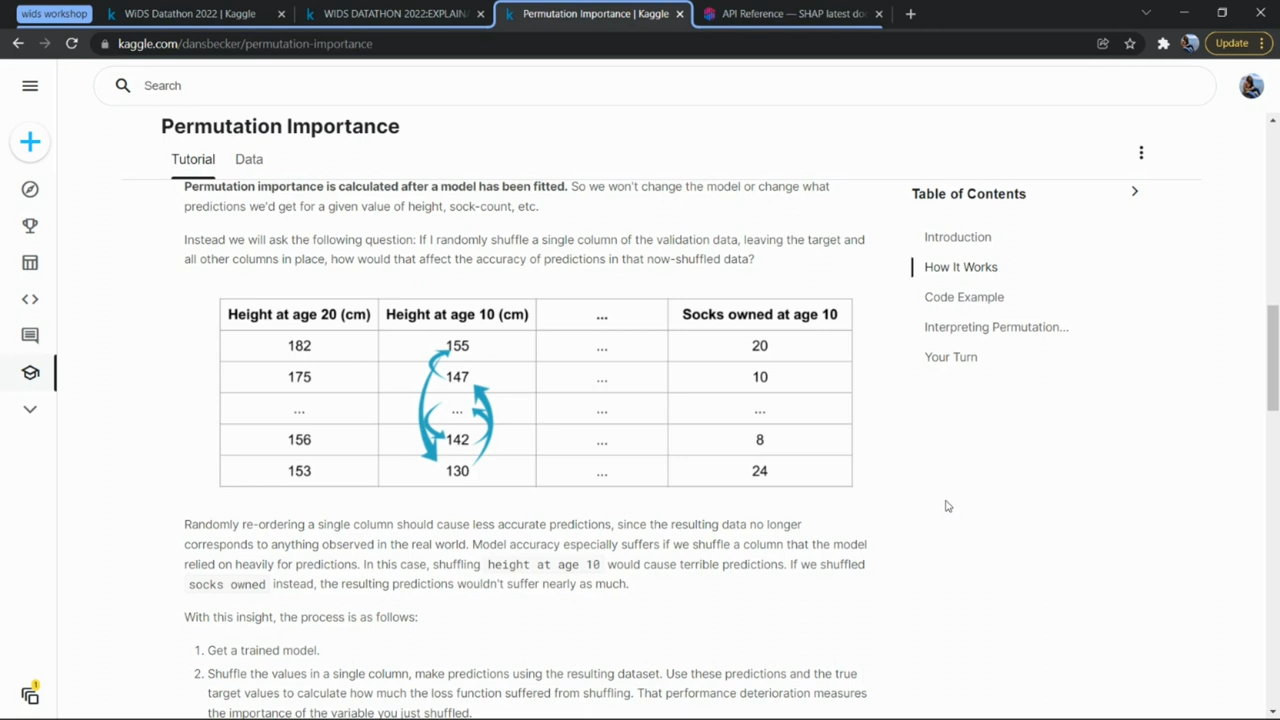 wids workshop
WiDS Datathon 2022 | Kaggle
WIDS DATATHON 2022:EXPLAIN
Permutation Importance | Kaggle
API Reference — SHAP latest do
kaggle.com/dansbecker/permutation-importance
Update
Search
Permutation Importance
Tutorial
Data
Permutation importance is calculated after a model has been fitted. So we won't change the model or change what
predictions we'd get for a given value of height, sock-count, etc.
Instead we will ask the following question: If I randomly shuffle a single column of the validation data, leaving the target and
all other columns in place, how would that affect the accuracy of predictions in that now-shuffled data?
Height at age 20 (cm) Height at age 10 (cm) ... Socks owned at age 10
182 155 ... 20
175 147 ... 10
... ... ... ...
156 142 ... 8
153 130 ... 24
Randomly re-ordering a single column should cause less accurate predictions, since the resulting data no longer
corresponds to anything observed in the real world. Model accuracy especially suffers if we shuffle a column that the model
relied on heavily for predictions. In this case, shuffling height at age 10 would cause terrible predictions. If we shuffled
socks owned instead, the resulting predictions wouldn't suffer nearly as much.
With this insight, the process is as follows:
1. Get a trained model.
2. Shuffle the values in a single column, make predictions using the resulting dataset. Use these predictions and the true
target values to calculate how much the loss function suffered from shuffling. That performance deterioration measures
the importance of the variable you just shuffled.
Table of Contents
Introduction
How It Works
Code Example
Interpreting Permutation...
Your Turn
1